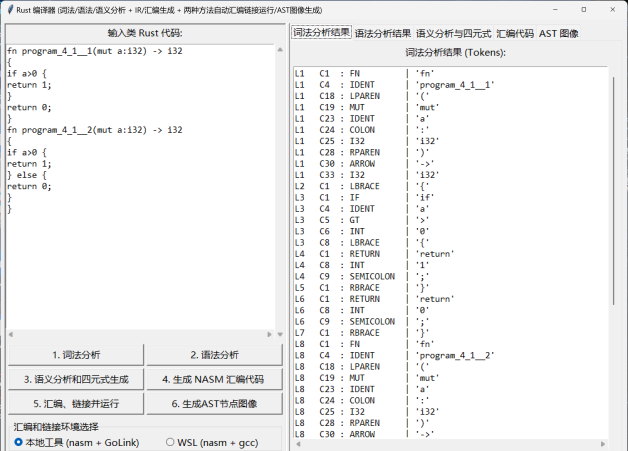 Rust 编译器 (词法/语法/语义分析 + IR/汇编生成 + 两种方法自动汇编链接运行/AST图像生成)
输入类 Rust 代码:
fn program_4_1__1(mut a:i32) -> i32
{
if a>0 {
return 1;
}
return 0;
}
fn program_4_1__2(mut a:i32) -> i32
{
if a>0 {
return 1;
} else {
return 0;
}
}
1. 词法分析
2. 语法分析
3. 语义分析和四元式生成
4. 生成 NASM 汇编代码
5. 汇编、链接并运行
6. 生成AST节点图像
汇编和链接环境选择
本地工具 (nasm + GoLink)
WSL (nasm + gcc)
词法分析结果 语法分析结果 语义分析与四元式 汇编代码 AST 图像
词法分析结果 (Tokens):
L1 C1 : FN | 'fn'
L1 C4 : IDENT | 'program_4_1__1'
L1 C18 : LPAREN | '('
L1 C19 : MUT | 'mut'
L1 C23 : IDENT | 'a'
L1 C24 : COLON | ':'
L1 C25 : I32 | 'i32'
L1 C28 : RPAREN | ')'
L1 C30 : ARROW | '->'
L1 C33 : I32 | 'i32'
L2 C1 : LBRACE | '{'
L3 C1 : IF | 'if'
L3 C4 : IDENT | 'a'
L3 C5 : GT | '>'
L3 C6 : INT | '0'
L3 C8 : LBRACE | '{'
L4 C1 : RETURN | 'return'
L4 C8 : INT | '1'
L4 C9 : SEMICOLON | ';'
L5 C1 : RBRACE | '}'
L6 C1 : RETURN | 'return'
L6 C8 : INT | '0'
L6 C9 : SEMICOLON | ';'
L7 C1 : RBRACE | '}'
L8 C1 : FN | 'fn'
L8 C4 : IDENT | 'program_4_1__2'
L8 C18 : LPAREN | '('
L8 C19 : MUT | 'mut'
L8 C23 : IDENT | 'a'
L8 C24 : COLON | ':'
L8 C25 : I32 | 'i32'
L8 C28 : RPAREN | ')'
L8 C30 : ARROW | '->'